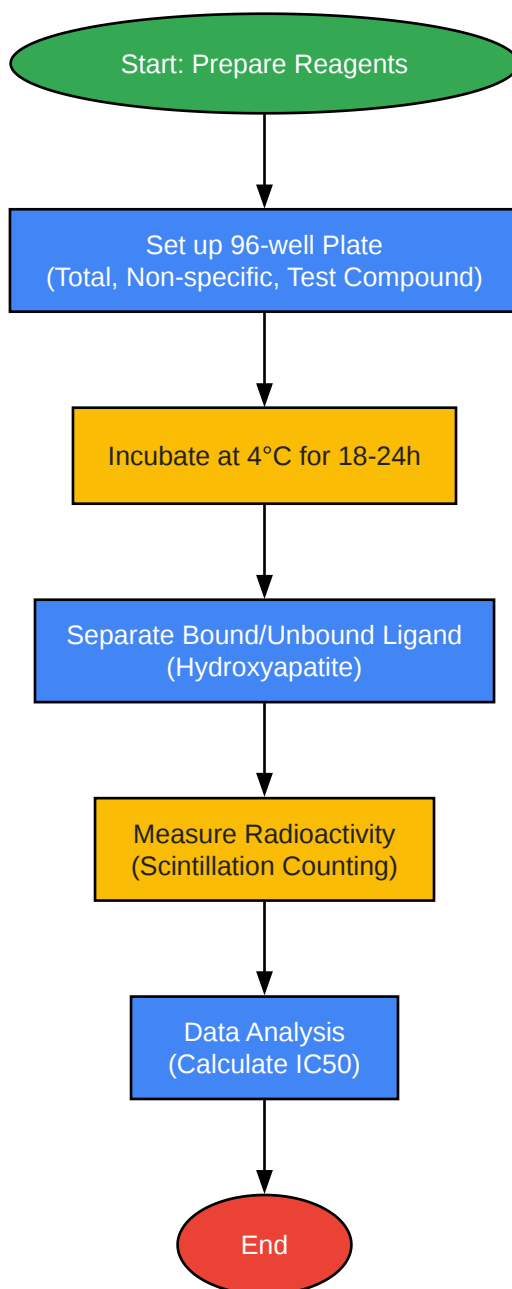 Start: Prepare Reagents
Set up 96-well Plate
(Total, Non-specific, Test Compound)
Incubate at 4°C for 18-24h
Separate Bound/Unbound Ligand
(Hydroxyapatite)
Measure Radioactivity
(Scintillation Counting)
Data Analysis
(Calculate IC50)
End